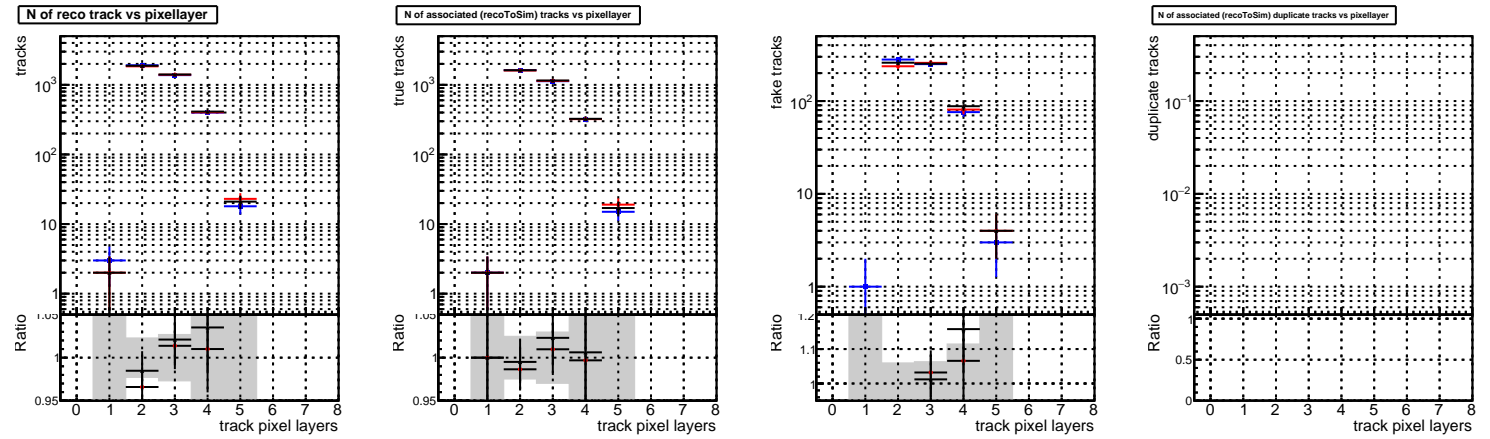 N of reco track vs pixellayer
tracks
10³
10²
10
1
Ratio
1.05
1
0.95
0 1 2 3 4 5 6 7 8
track pixel layers
N of associated (recoToSim) tracks vs pixellayer
true tracks
10³
10²
10
1
Ratio
1.05
1
0.95
0 1 2 3 4 5 6 7 8
track pixel layers
fake tracks
10²
10
1
Ratio
1.2
1.1
1
0 1 2 3 4 5 6 7 8
track pixel layers
N of associated (recoToSim) duplicate tracks vs pixellayer
duplicate tracks
10⁻¹
10⁻²
10⁻³
Ratio
1
0.5
0
0 1 2 3 4 5 6 7 8
track pixel layers